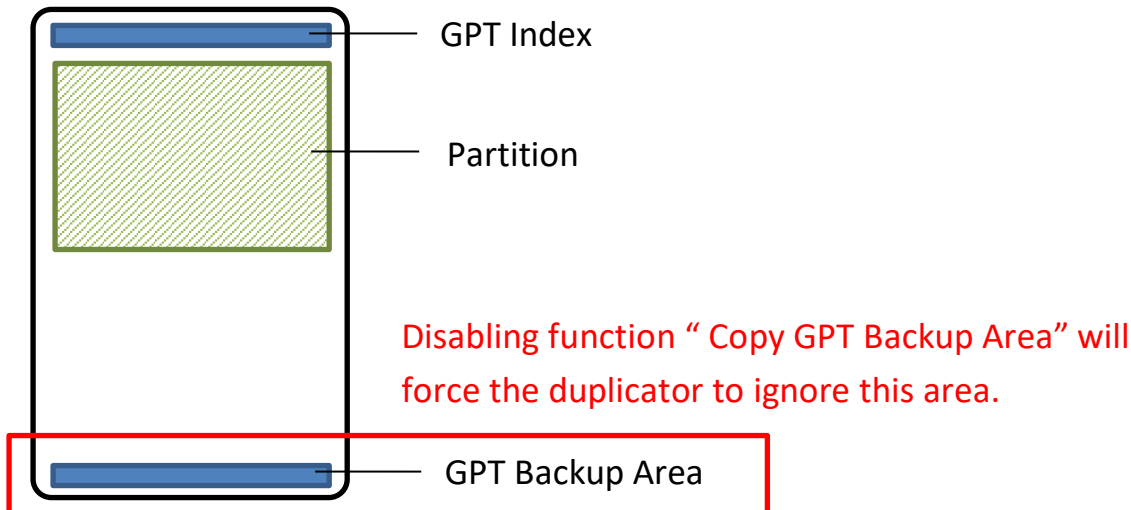 GPT Index
Partition
Disabling function “ Copy GPT Backup Area” will
force the duplicator to ignore this area.
GPT Backup Area